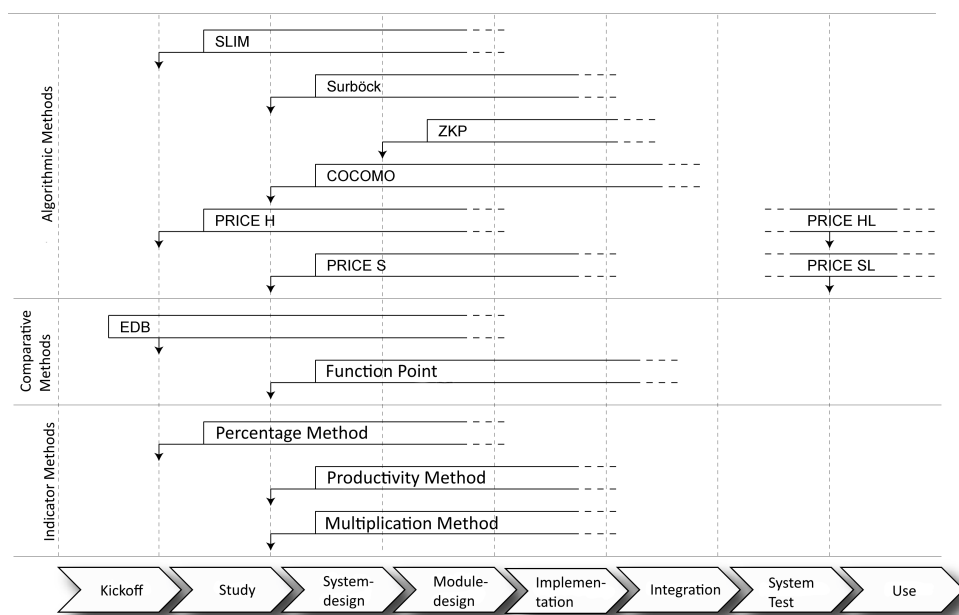 Algorithmic Methods
SLIM
Surböck
ZKP
COCOMO
PRICE H
PRICE HL
PRICE S
PRICE SL
Comparative
Methods
EDB
Function Point
Indicator Methods
Percentage Method
Productivity Method
Multiplication Method
Kickoff
Study
System-
design
Module-
design
Implemen-
tation
Integration
System
Test
Use